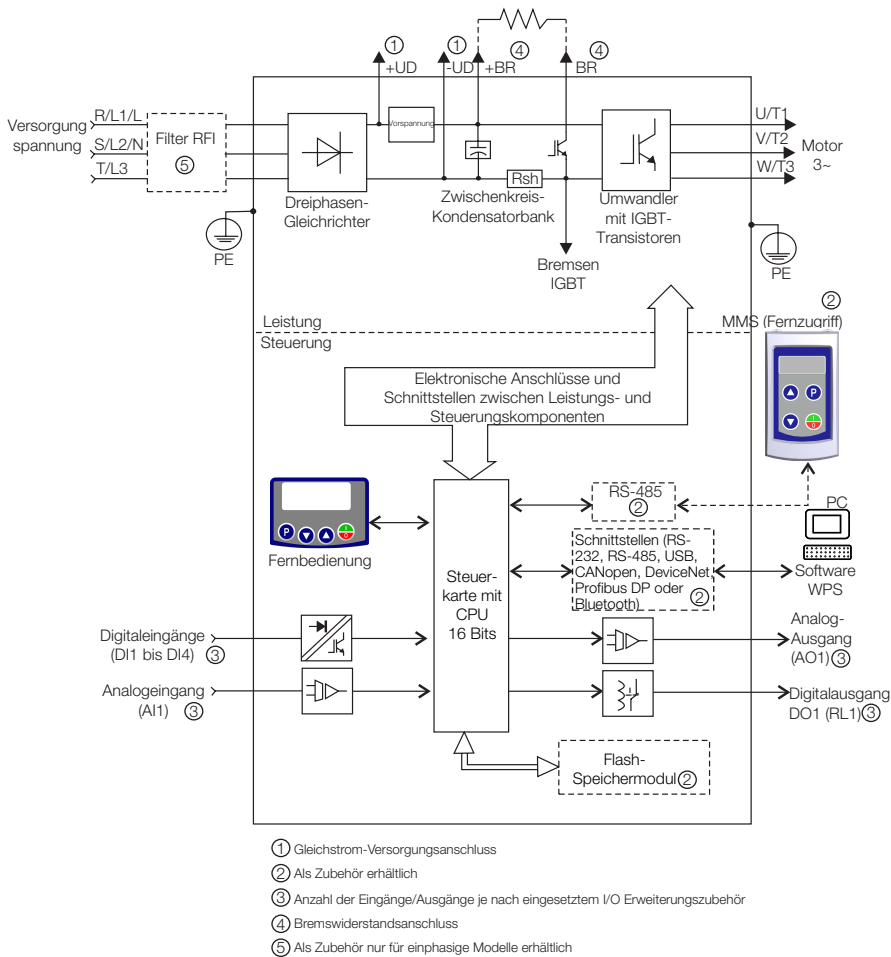 ①
①
④
④
+UD
-UD
+BR
BR
R/L1/L
S/L2/N
T/L3
Versorgung
spannung
Filter RFI
⑤
Vorspannung
U/T1
V/T2
W/T3
Motor
3~
Rsh
Dreiphasen-
Gleichrichter
Zwischenkreis-
Kondensatorbank
Umwandler
mit IGBT-
Transistoren
PE
PE
Bremsen
IGBT
②
Leistung
MMS (Fernzugriff)
Steuerung
Elektronische Anschlüsse und
Schnittstellen zwischen Leistungs- und
Steuerungskomponenten
P
RS-485
②
PC
P
I
0
I
0
Fernbedienung
Schnittstellen (RS-
232, RS-485, USB,
CANopen, DeviceNet,
Profibus DP oder
Bluetooth) ②
Software
WPS
Steuer-
karte mit
CPU
16 Bits
Digitaleingänge
(DI1 bis DI4) ③
Analog-
Ausgang
(AO1) ③
Analogeingang
(AI1) ③
Digitalausgang
DO1 (RL1) ③
Flash-
Speichermodul ②
① Gleichstrom-Versorgungsanschluss
② Als Zubehör erhältlich
③ Anzahl der Eingänge/Ausgänge je nach eingesetztem I/O Erweiterungszubehör
④ Bremswiderstandsanschluss
⑤ Als Zubehör nur für einphasige Modelle erhältlich